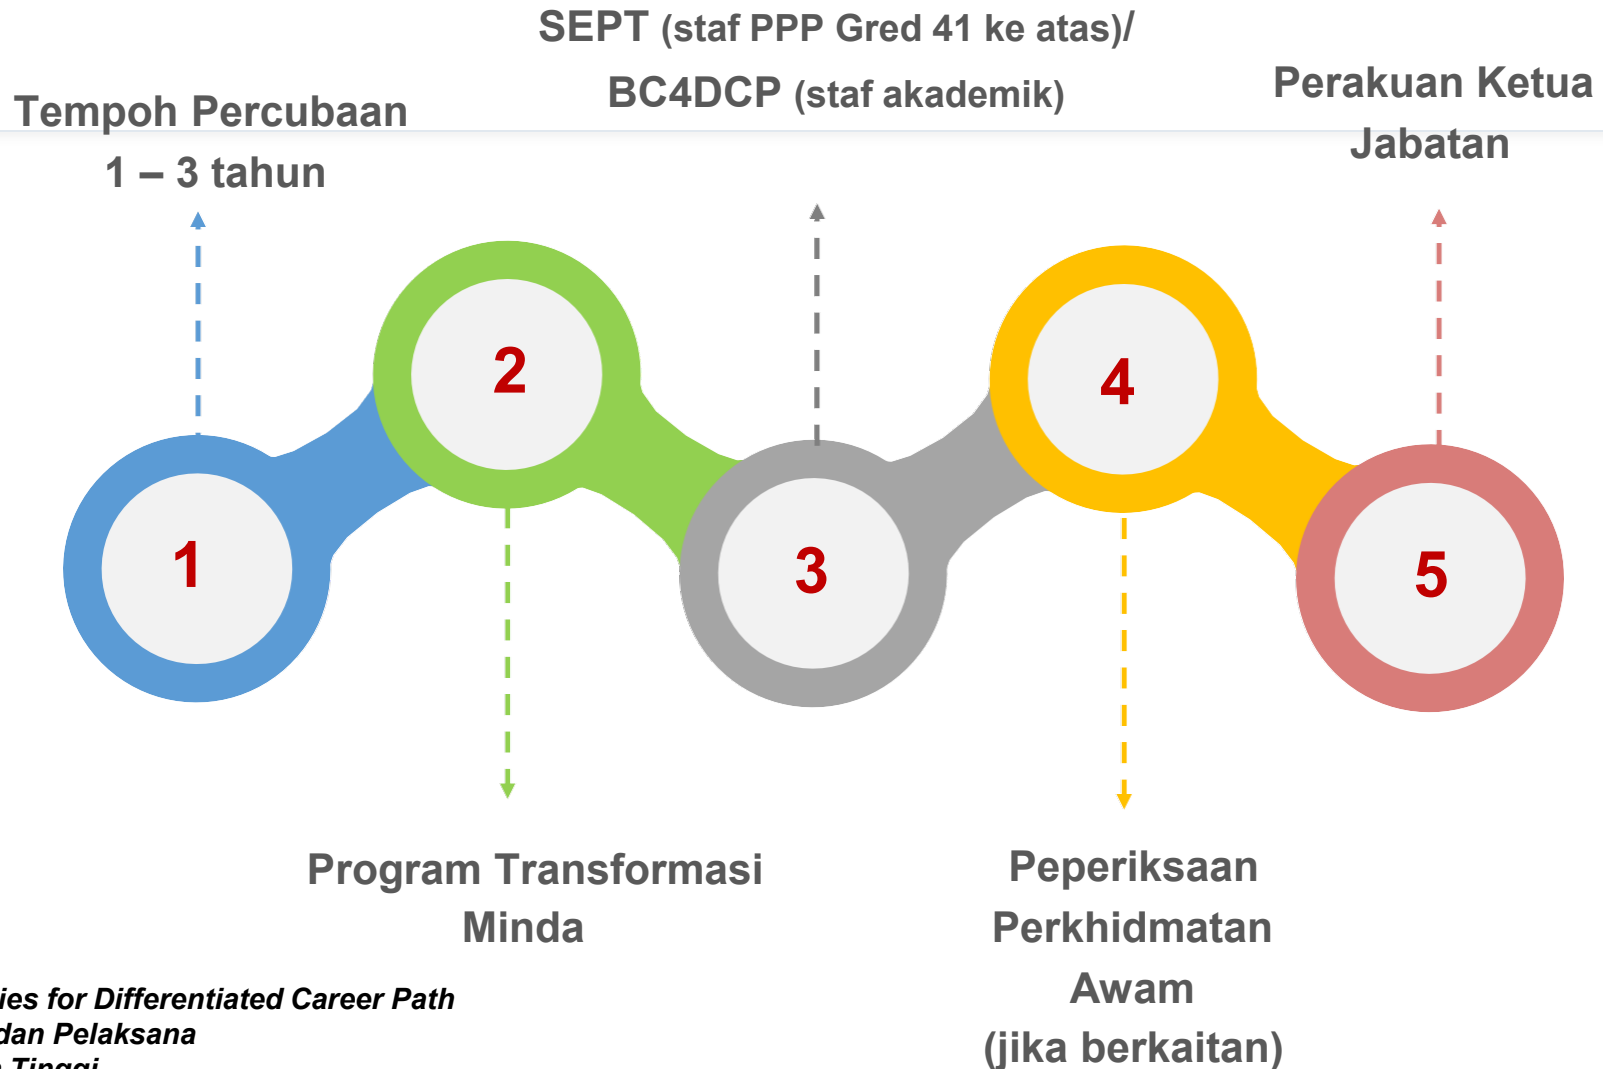 SEPT (staf PPP Gred 41 ke atas)/
BC4DCP (staf akademik)
Tempoh Percubaan
1 – 3 tahun
Perakuan Ketua
Jabatan
1
2
3
4
5
Program Transformasi
Minda
Peperiksaan
Perkhidmatan
Awam
(jika berkaitan)
for Differentiated Career Path
dan Pelaksana
Tinggi